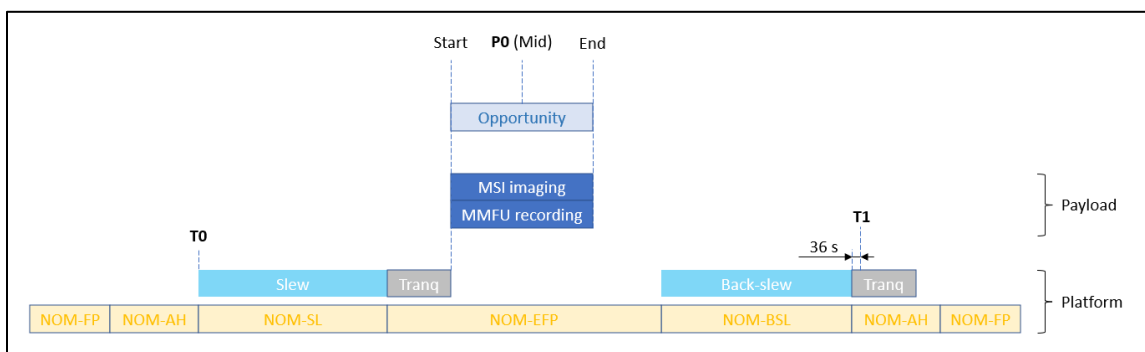 Start P0 (Mid) End
Opportunity
MSI imaging
MMFU recording
Payload
T1
36 s
T0
Slew Tranq Back-slew Tranq
Platform
NOM-FP NOM-AH NOM-SL NOM-EFP NOM-BSL NOM-AH NOM-FP